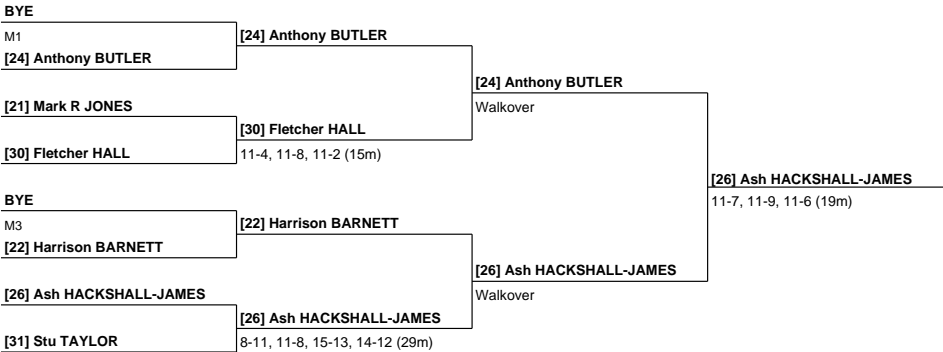 BYE
M1
[24] Anthony BUTLER
[21] Mark R JONES
[30] Fletcher HALL
BYE
M3
[22] Harrison BARNETT
[26] Ash HACKSHALL-JAMES
[31] Stu TAYLOR
[24] Anthony BUTLER
[30] Fletcher HALL
11-4, 11-8, 11-2 (15m)
[22] Harrison BARNETT
[26] Ash HACKSHALL-JAMES
8-11, 11-8, 15-13, 14-12 (29m)
[24] Anthony BUTLER
Walkover
[26] Ash HACKSHALL-JAMES
Walkover
[26] Ash HACKSHALL-JAMES
11-7, 11-9, 11-6 (19m)